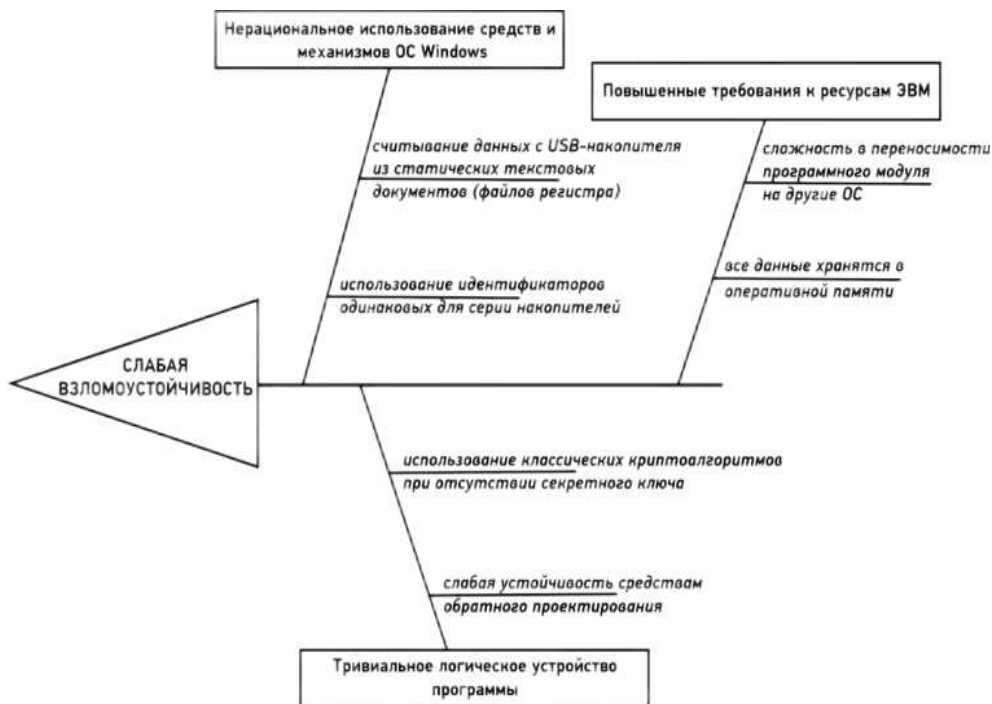 Нерациональное использование средств и
механизмов ОС Windows
Повышенные требования к ресурсам ЭВМ
считывание данных с USB-накопителя
из статических текстовых
документов (файлов регистра)
сложность в переносимости
программного модуля
на другие ОС
использование идентификаторов
одинаковых для серии накопителей
все данные хранятся в
оперативной памяти
СЛАБАЯ
ВЗЛОМОУСТОЙЧИВОСТЬ
использование классических криптоалгоритмов
при отсутствии секретного ключа
слабая устойчивость средствам
обратного проектирования
Тривиальное логическое устройство
программы